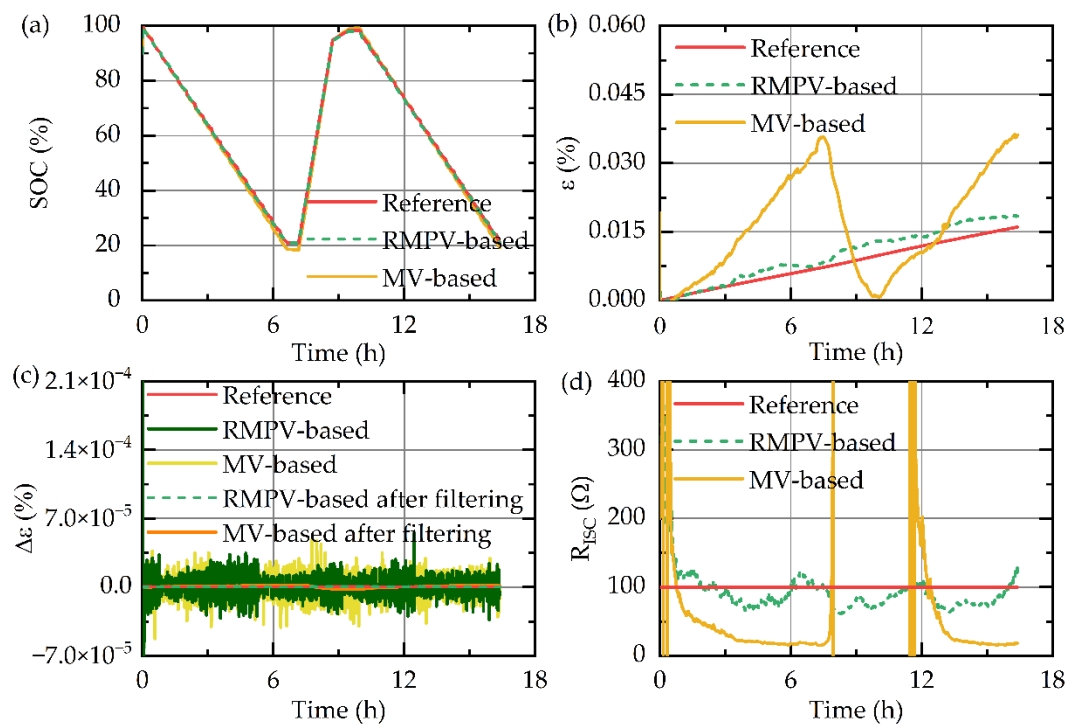 (a)
SOC (%)
100
80
60
40
20
0
Reference
RMPV-based
MV-based
0
6
12
18
Time (h)
(b)
ε (%)
0.060
0.045
0.030
0.015
0.000
Reference
RMPV-based
MV-based
0
6
12
18
Time (h)
(c)
Δε (%)
2.1×10⁻⁴
1.4×10⁻⁴
7.0×10⁻⁵
0.0
−7.0×10⁻⁵
Reference
RMPV-based
MV-based
RMPV-based after filtering
MV-based after filtering
0
6
12
18
Time (h)
(d)
R_ISC (Ω)
400
300
200
100
0
Reference
RMPV-based
MV-based
0
6
12
18
Time (h)